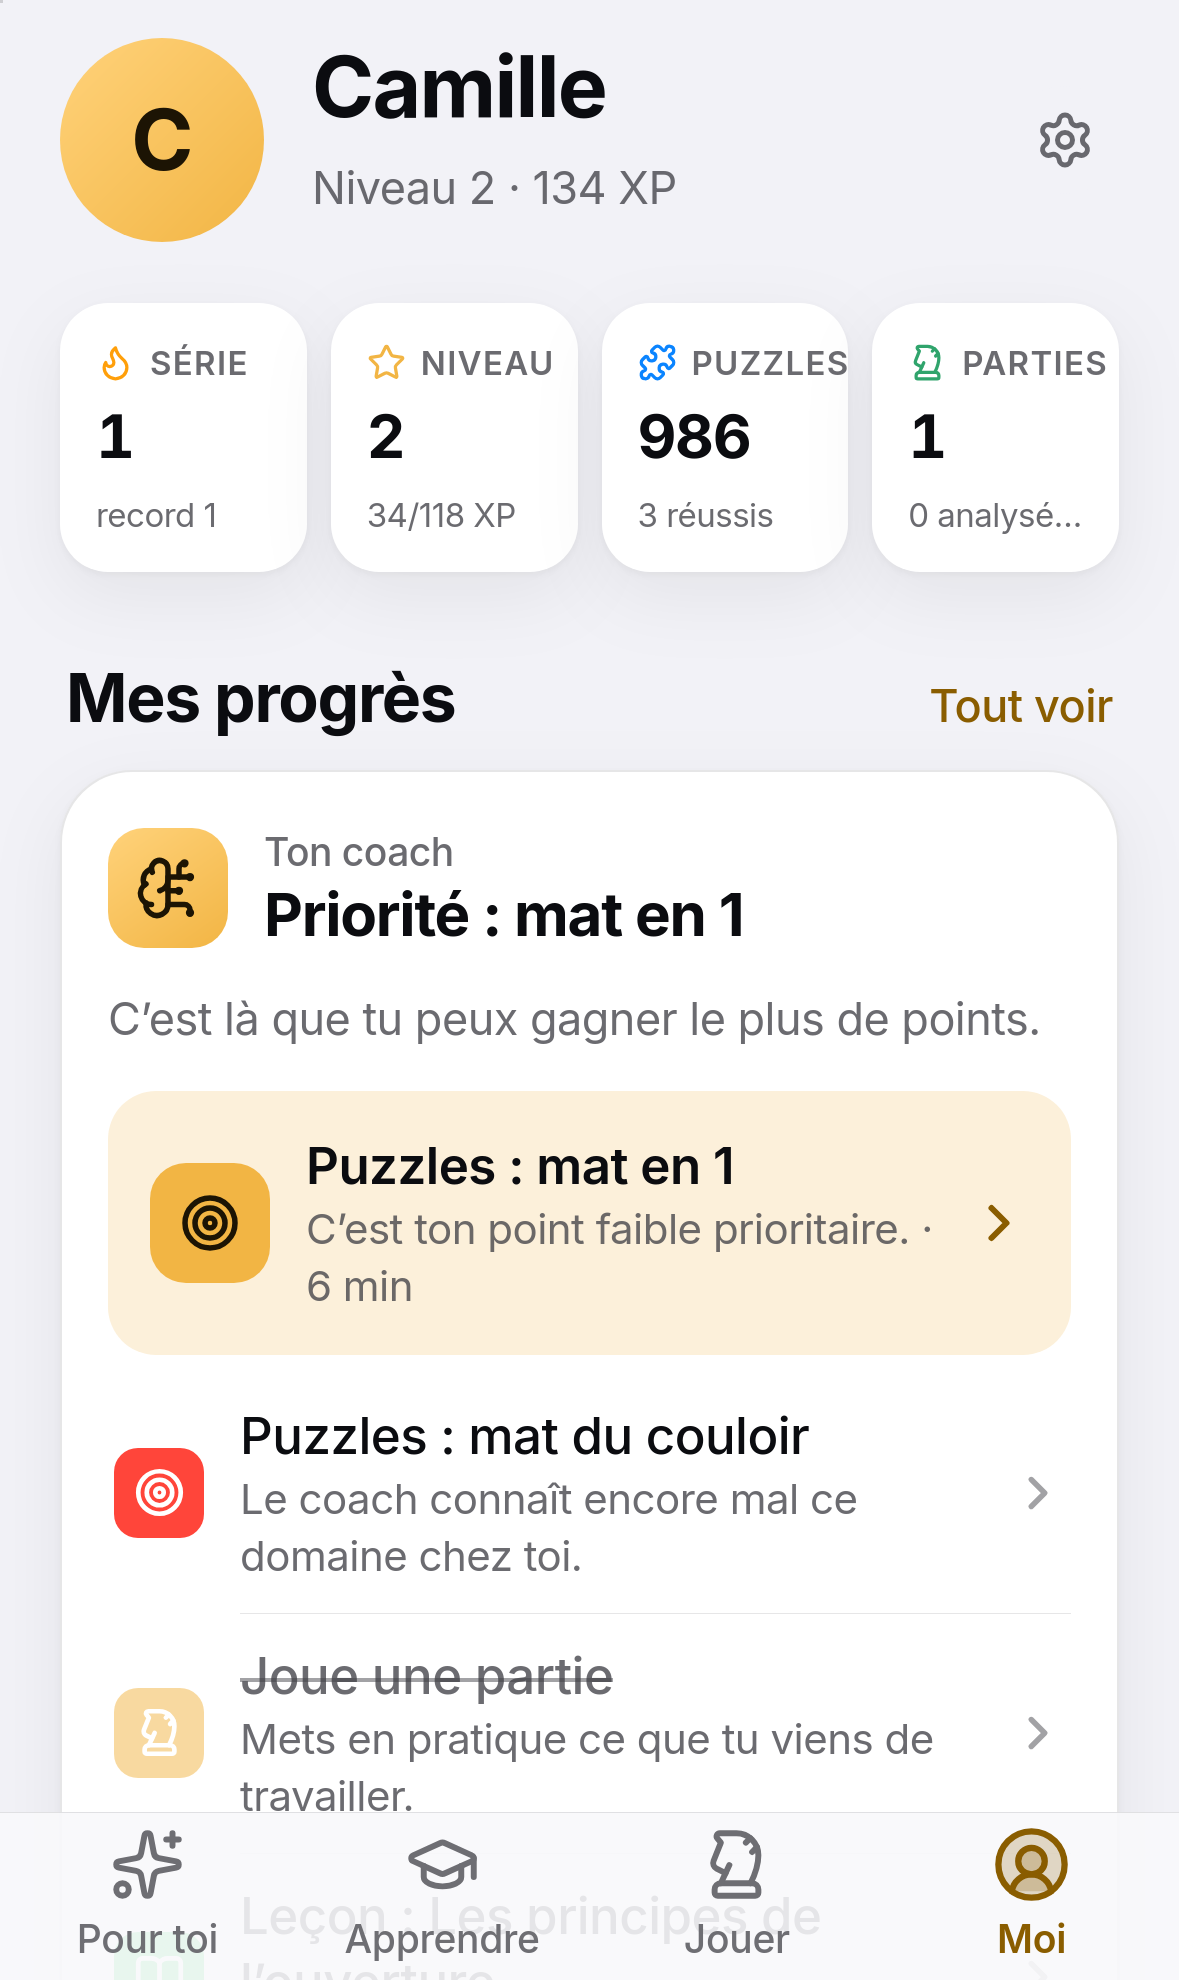 C
Camille
Niveau 2 · 134 XP
SÉRIE
1
record 1
NIVEAU
2
34/118 XP
PUZZLES
986
3 réussis
PARTIES
1
0 analysé…
Mes progrès
Tout voir
Ton coach
Priorité : mat en 1
C’est là que tu peux gagner le plus de points.
Puzzles : mat en 1
C’est ton point faible prioritaire. ·
6 min
Puzzles : mat du couloir
Le coach connaît encore mal ce
domaine chez toi.
Joue une partie
Mets en pratique ce que tu viens de
travailler.
Leçon : Les principes de
l’ouverture
Pour toi
Apprendre
Jouer
Moi